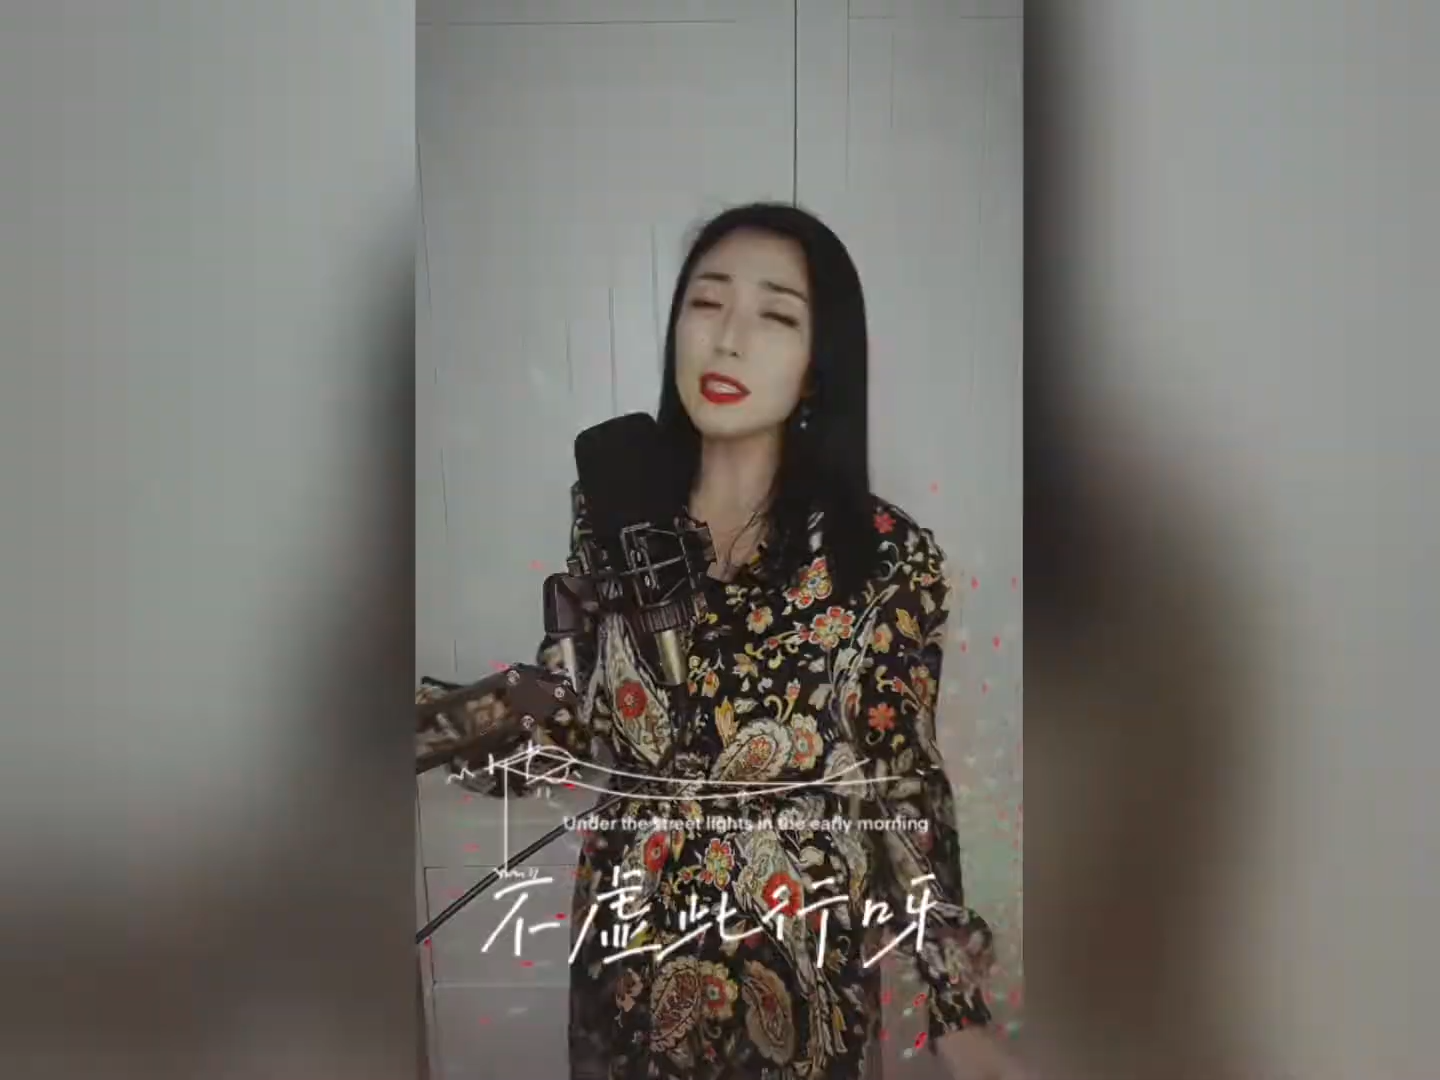 Under the street lights in the early morning
不虚此行呀